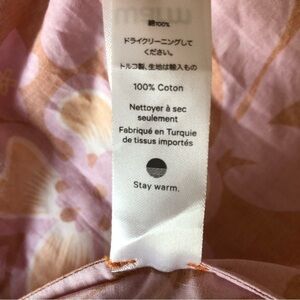 綿100%
ドライクリーニングして
ください。
トルコ製、生地は輸入もの
100% Coton
Nettoyer à sec
seulement
Fabriqué en Turquie
de tissus importés
Stay warm.